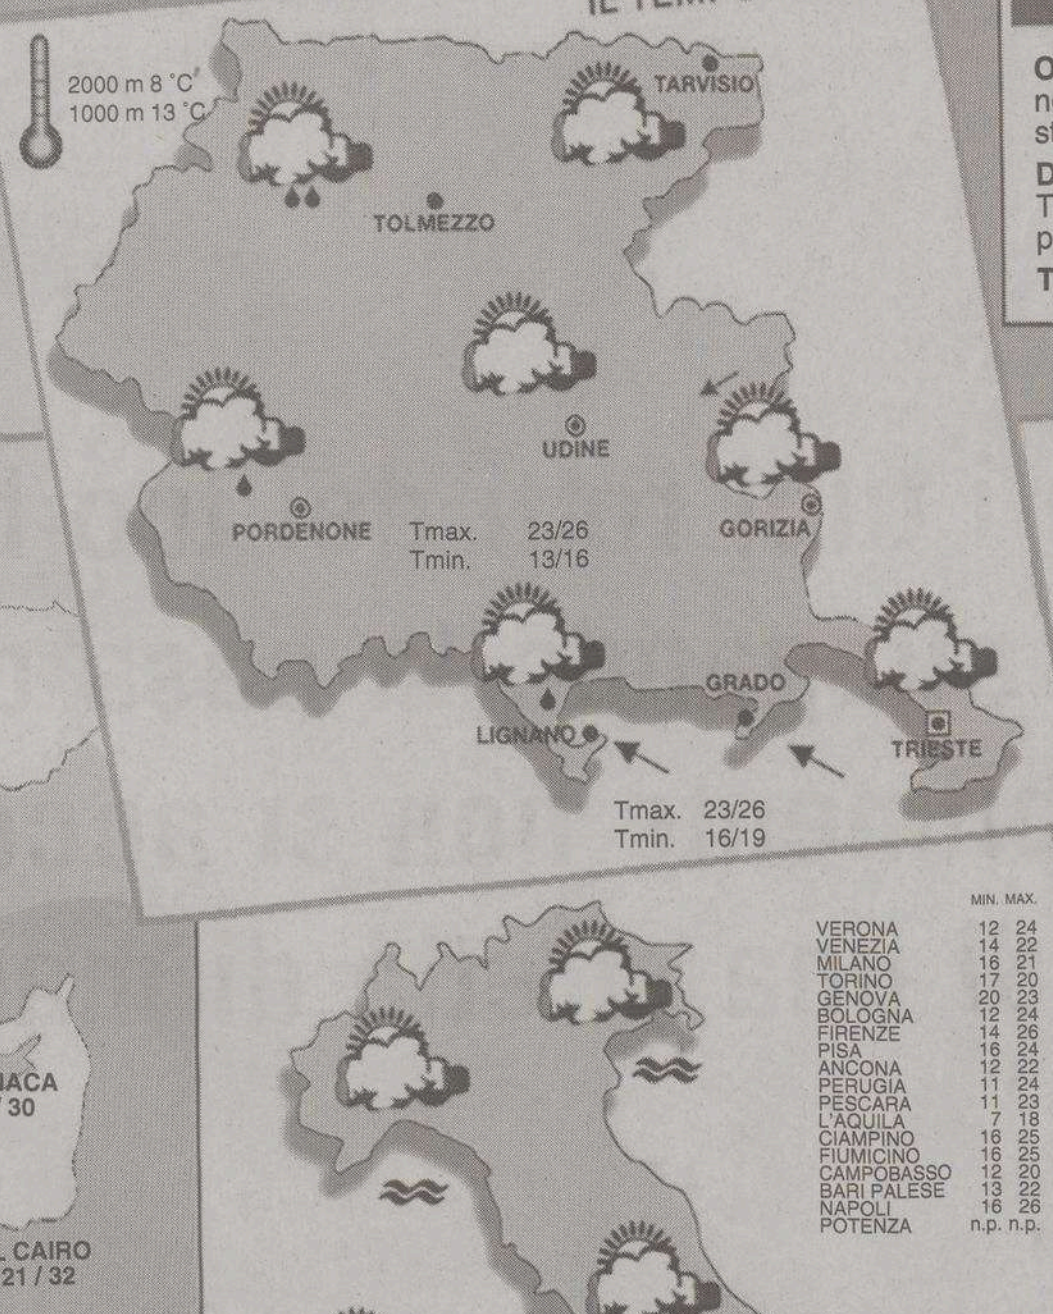 IL TEMP
2000 m 8 °C
1000 m 13 °C
TARVISIO
TOLMEZZO
UDINE
PORDENONE
GORIZIA
Tmax. 23/26
Tmin. 13/16
GRADO
LIGNANO
TRIESTE
Tmax. 23/26
Tmin. 16/19
MIN. MAX.
VERONA 12 24
VENEZIA 14 22
MILANO 16 21
TORINO 17 20
GENOVA 20 23
BOLOGNA 12 24
FIRENZE 14 26
PISA 16 24
ANCONA 12 22
PERUGIA 11 24
PESCARA 11 23
L'AQUILA 7 18
CIAMPINO 16 25
FIUMICINO 16 25
CAMPOBASSO 12 20
BARI PALESE 13 22
NAPOLI 16 26
POTENZA n.p. n.p.
ACA
/ 30
L CAIRO
21 / 32